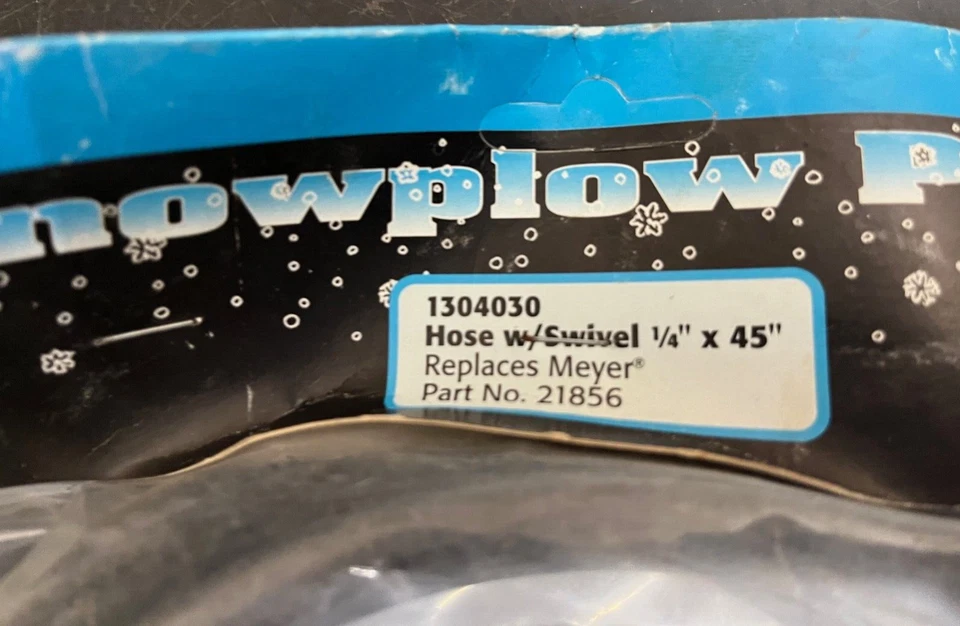 nowplow P
1304030
Hose w/Swivel 1/4" x 45"
Replaces Meyer®
Part No. 21856